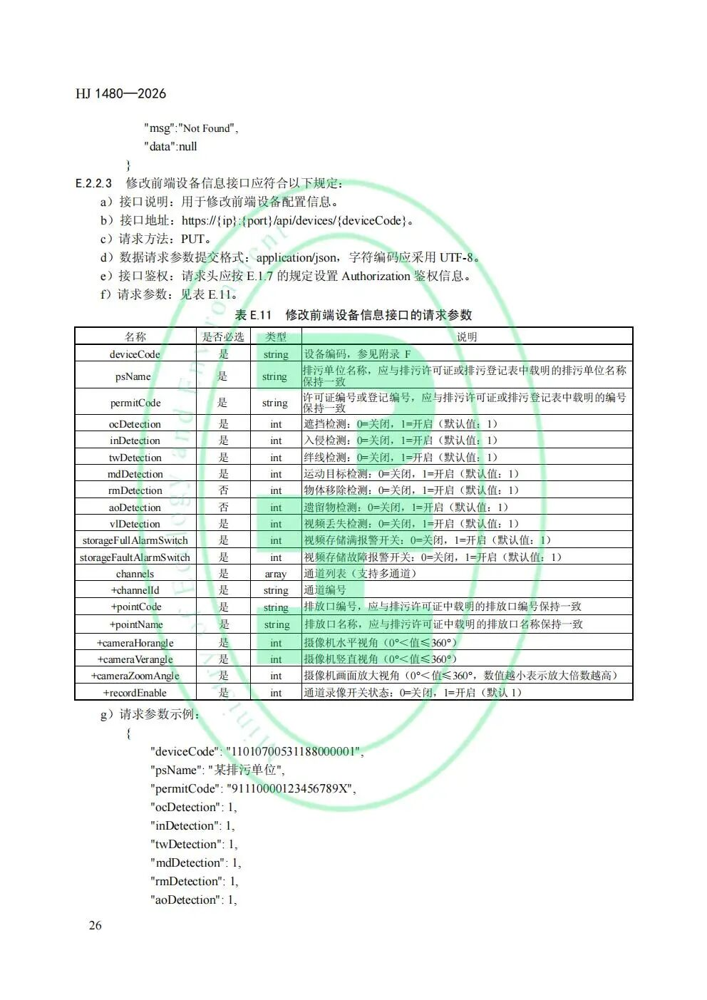 HJ 1480—2026
"msg":"Not Found",
"data":null
}
E.2.2.3 修改前端设备信息接口应符合以下规定：
a）接口说明：用于修改前端设备配置信息。
b）接口地址：https://{ip}:{port}/api/devices/{deviceCode}。
c）请求方法：PUT。
d）数据请求参数提交格式：application/json，字符编码应采用 UTF-8。
e）接口鉴权：请求头应按 E.1.7 的规定设置 Authorization 鉴权信息。
f）请求参数：见表 E.11。
表 E.11 修改前端设备信息接口的请求参数
名称 是否必选 类型 说明
deviceCode 是 string 设备编码，参见附录 F
psName 是 string 排污单位名称，应与排污许可证或排污登记表中载明的排污单位名称
保持一致
permitCode 是 string 许可证编号或登记编号，应与排污许可证或排污登记表中载明的编号
保持一致
ocDetection 是 int 遮挡检测：0=关闭，1=开启（默认值：1）
inDetection 是 int 入侵检测：0=关闭，1=开启（默认值：1）
twDetection 是 int 绊线检测：0=关闭，1=开启（默认值：1）
mdDetection 是 int 运动目标检测：0=关闭，1=开启（默认值：1）
rmDetection 否 int 物体移除检测：0=关闭，1=开启（默认值：1）
aoDetection 否 int 遗留物检测：0=关闭，1=开启（默认值：1）
vlDetection 是 int 视频丢失检测：0=关闭，1=开启（默认值：1）
storageFullAlarmSwitch 是 int 视频存储满报警开关：0=关闭，1=开启（默认值：1）
storageFaultAlarmSwitch 是 int 视频存储故障报警开关：0=关闭，1=开启（默认值：1）
channels 是 array 通道列表（支持多通道）
+channelId 是 string 通道编号
+pointCode 是 string 排放口编号，应与排污许可证中载明的排放口编号保持一致
+pointName 是 string 排放口名称，应与排污许可证中载明的排放口名称保持一致
+cameraHorangle 是 int 摄像机水平视角（0°＜值≤360°）
+cameraVerangle 是 int 摄像机竖直视角（0°＜值≤360°）
+cameraZoomAngle 是 int 摄像机画面放大视角（0°＜值≤360°，数值越小表示放大倍数越高）
+recordEnable 是 int 通道录像开关状态：0=关闭，1=开启（默认 1）
g）请求参数示例：
{
"deviceCode": "11010700531188000001",
"psName": "某排污单位",
"permitCode": "91110000123456789X",
"ocDetection": 1,
"inDetection": 1,
"twDetection": 1,
"mdDetection": 1,
"rmDetection": 1,
"aoDetection": 1,
26
Ministry of Ecology and Environment